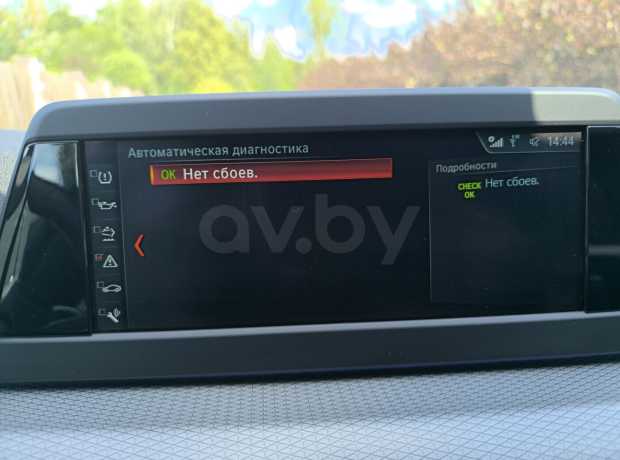 14:44
Автоматическая диагностика
OK Нет сбоев.
Подробности
CHECK OK Нет сбоев.
av.by